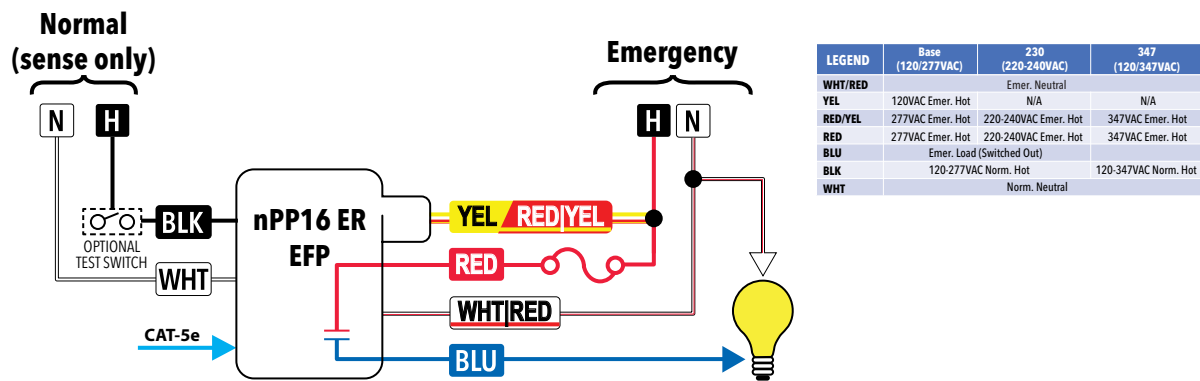 Normal
(sense only)
N
H
OPTIONAL
TEST SWITCH
BLK
WHT
CAT-5e
nPP16 ER
EFP
Emergency
H
N
YEL
RED|YEL
RED
WHT|RED
BLU
LEGEND Base (120/277VAC) 230 (220-240VAC) 347 (120/347VAC)
WHT/RED Emer. Neutral
YEL 120VAC Emer. Hot N/A N/A
RED/YEL 277VAC Emer. Hot 220-240VAC Emer. Hot 347VAC Emer. Hot
RED 277VAC Emer. Hot 220-240VAC Emer. Hot 347VAC Emer. Hot
BLU Emer. Load (Switched Out)
BLK 120-277VAC Norm. Hot 120-347VAC Norm. Hot
WHT Norm. Neutral